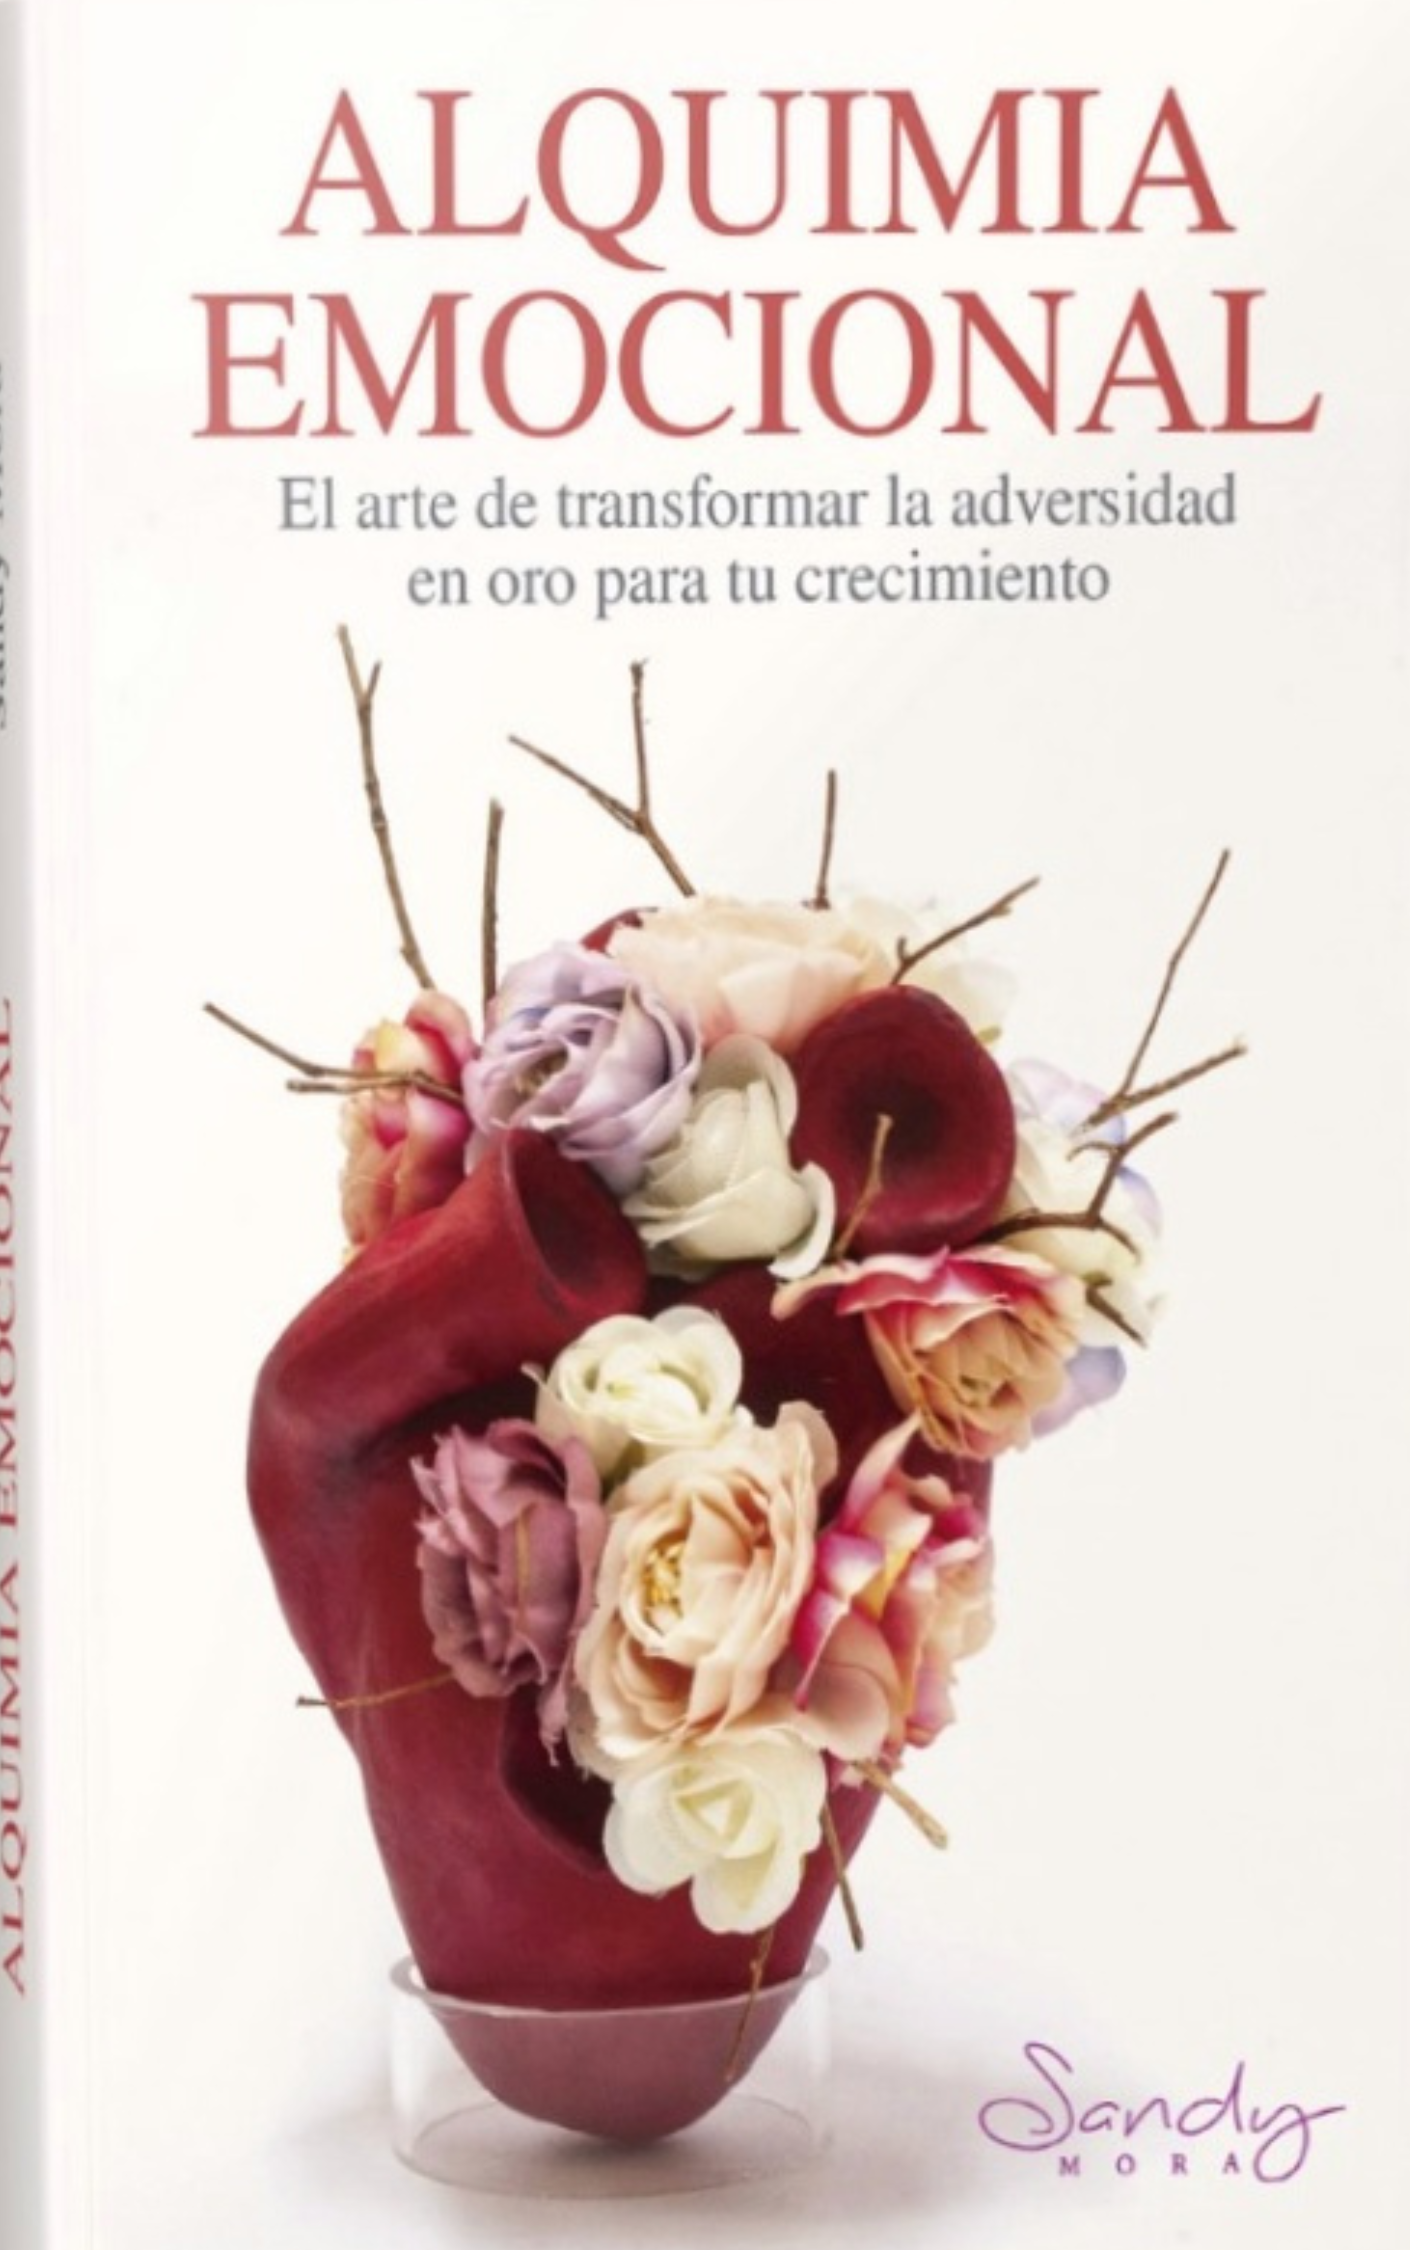 ALQUIMIA
EMOCIONAL
El arte de transformar la adversidad
en oro para tu crecimiento
Sandy
MORA
ALQUIMIA EMOCIONAL